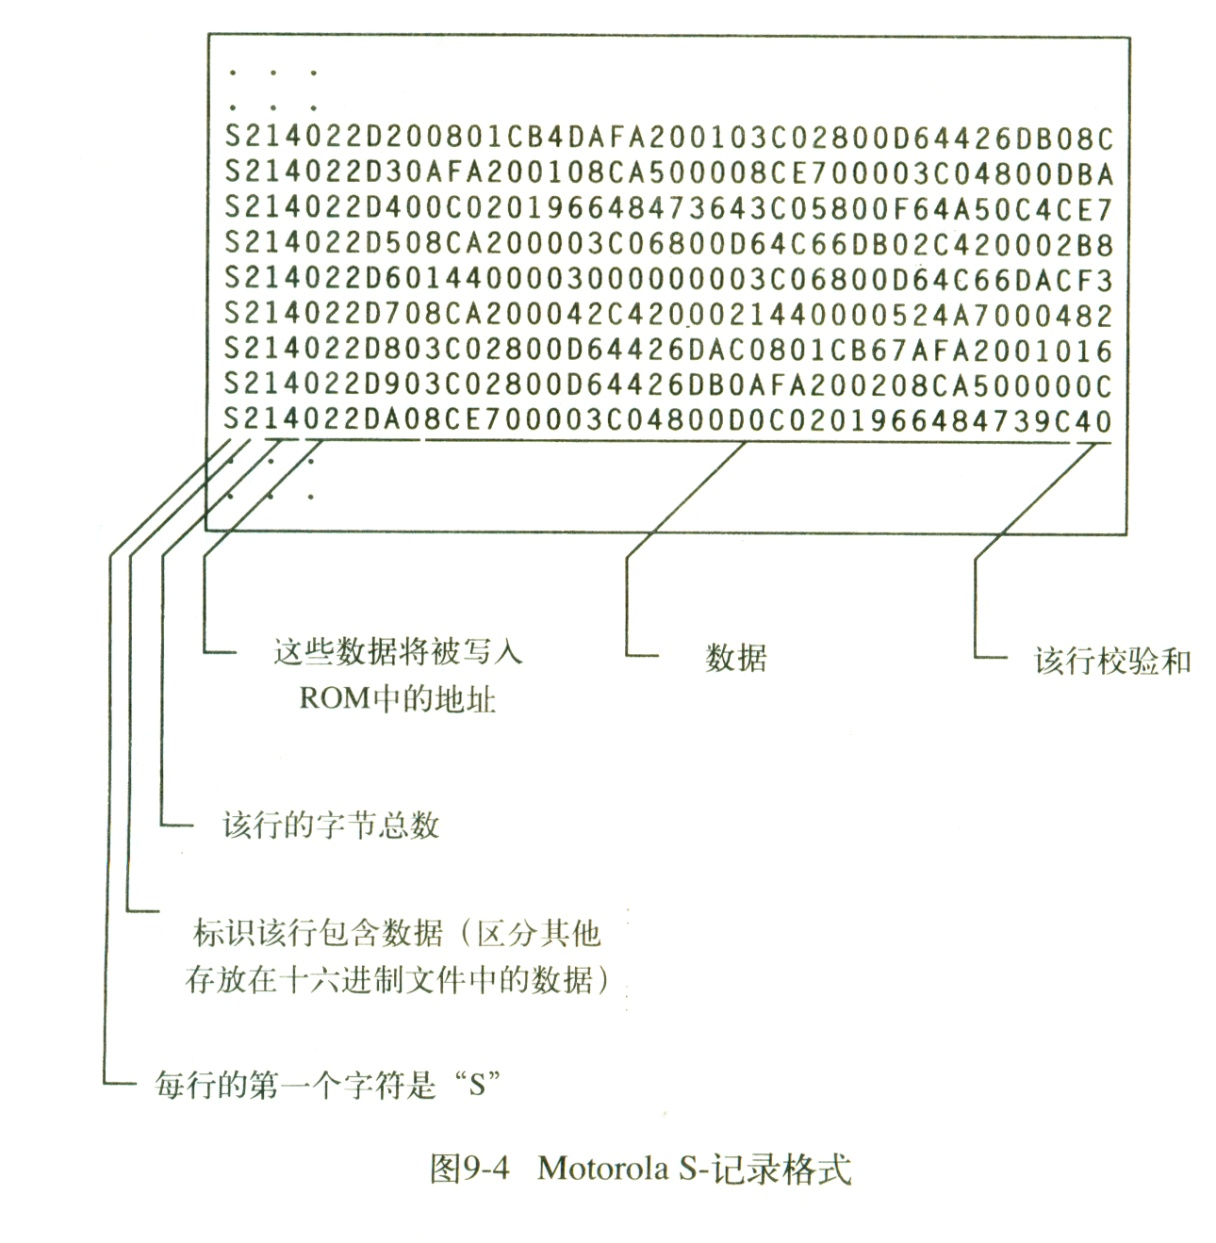 . . .
. . .
S214022D200801CB4DAFA200103C02800D64426DB08C
S214022D30AFA200108CA500008CE700003C04800DBA
S214022D400C020196648473643C05800F64A50C4CE7
S214022D508CA200003C06800D64C66DB02C420002B8
S214022D6014400003000000003C06800D64C66DACF3
S214022D708CA200042C42000214400005 24A7000482
S214022D803C02800D64426DAC0801CB67AFA2001016
S214022D903C02800D64426DB0AFA200208CA500000C
S214022DA08CE700003C04800D0C0201966484739C40
. . .
. . .
这些数据将被写入
ROM中的地址
数据
该行校验和
该行的字节总数
标识该行包含数据（区分其他
存放在十六进制文件中的数据）
每行的第一个字符是“S”
图9-4 Motorola S-记录格式